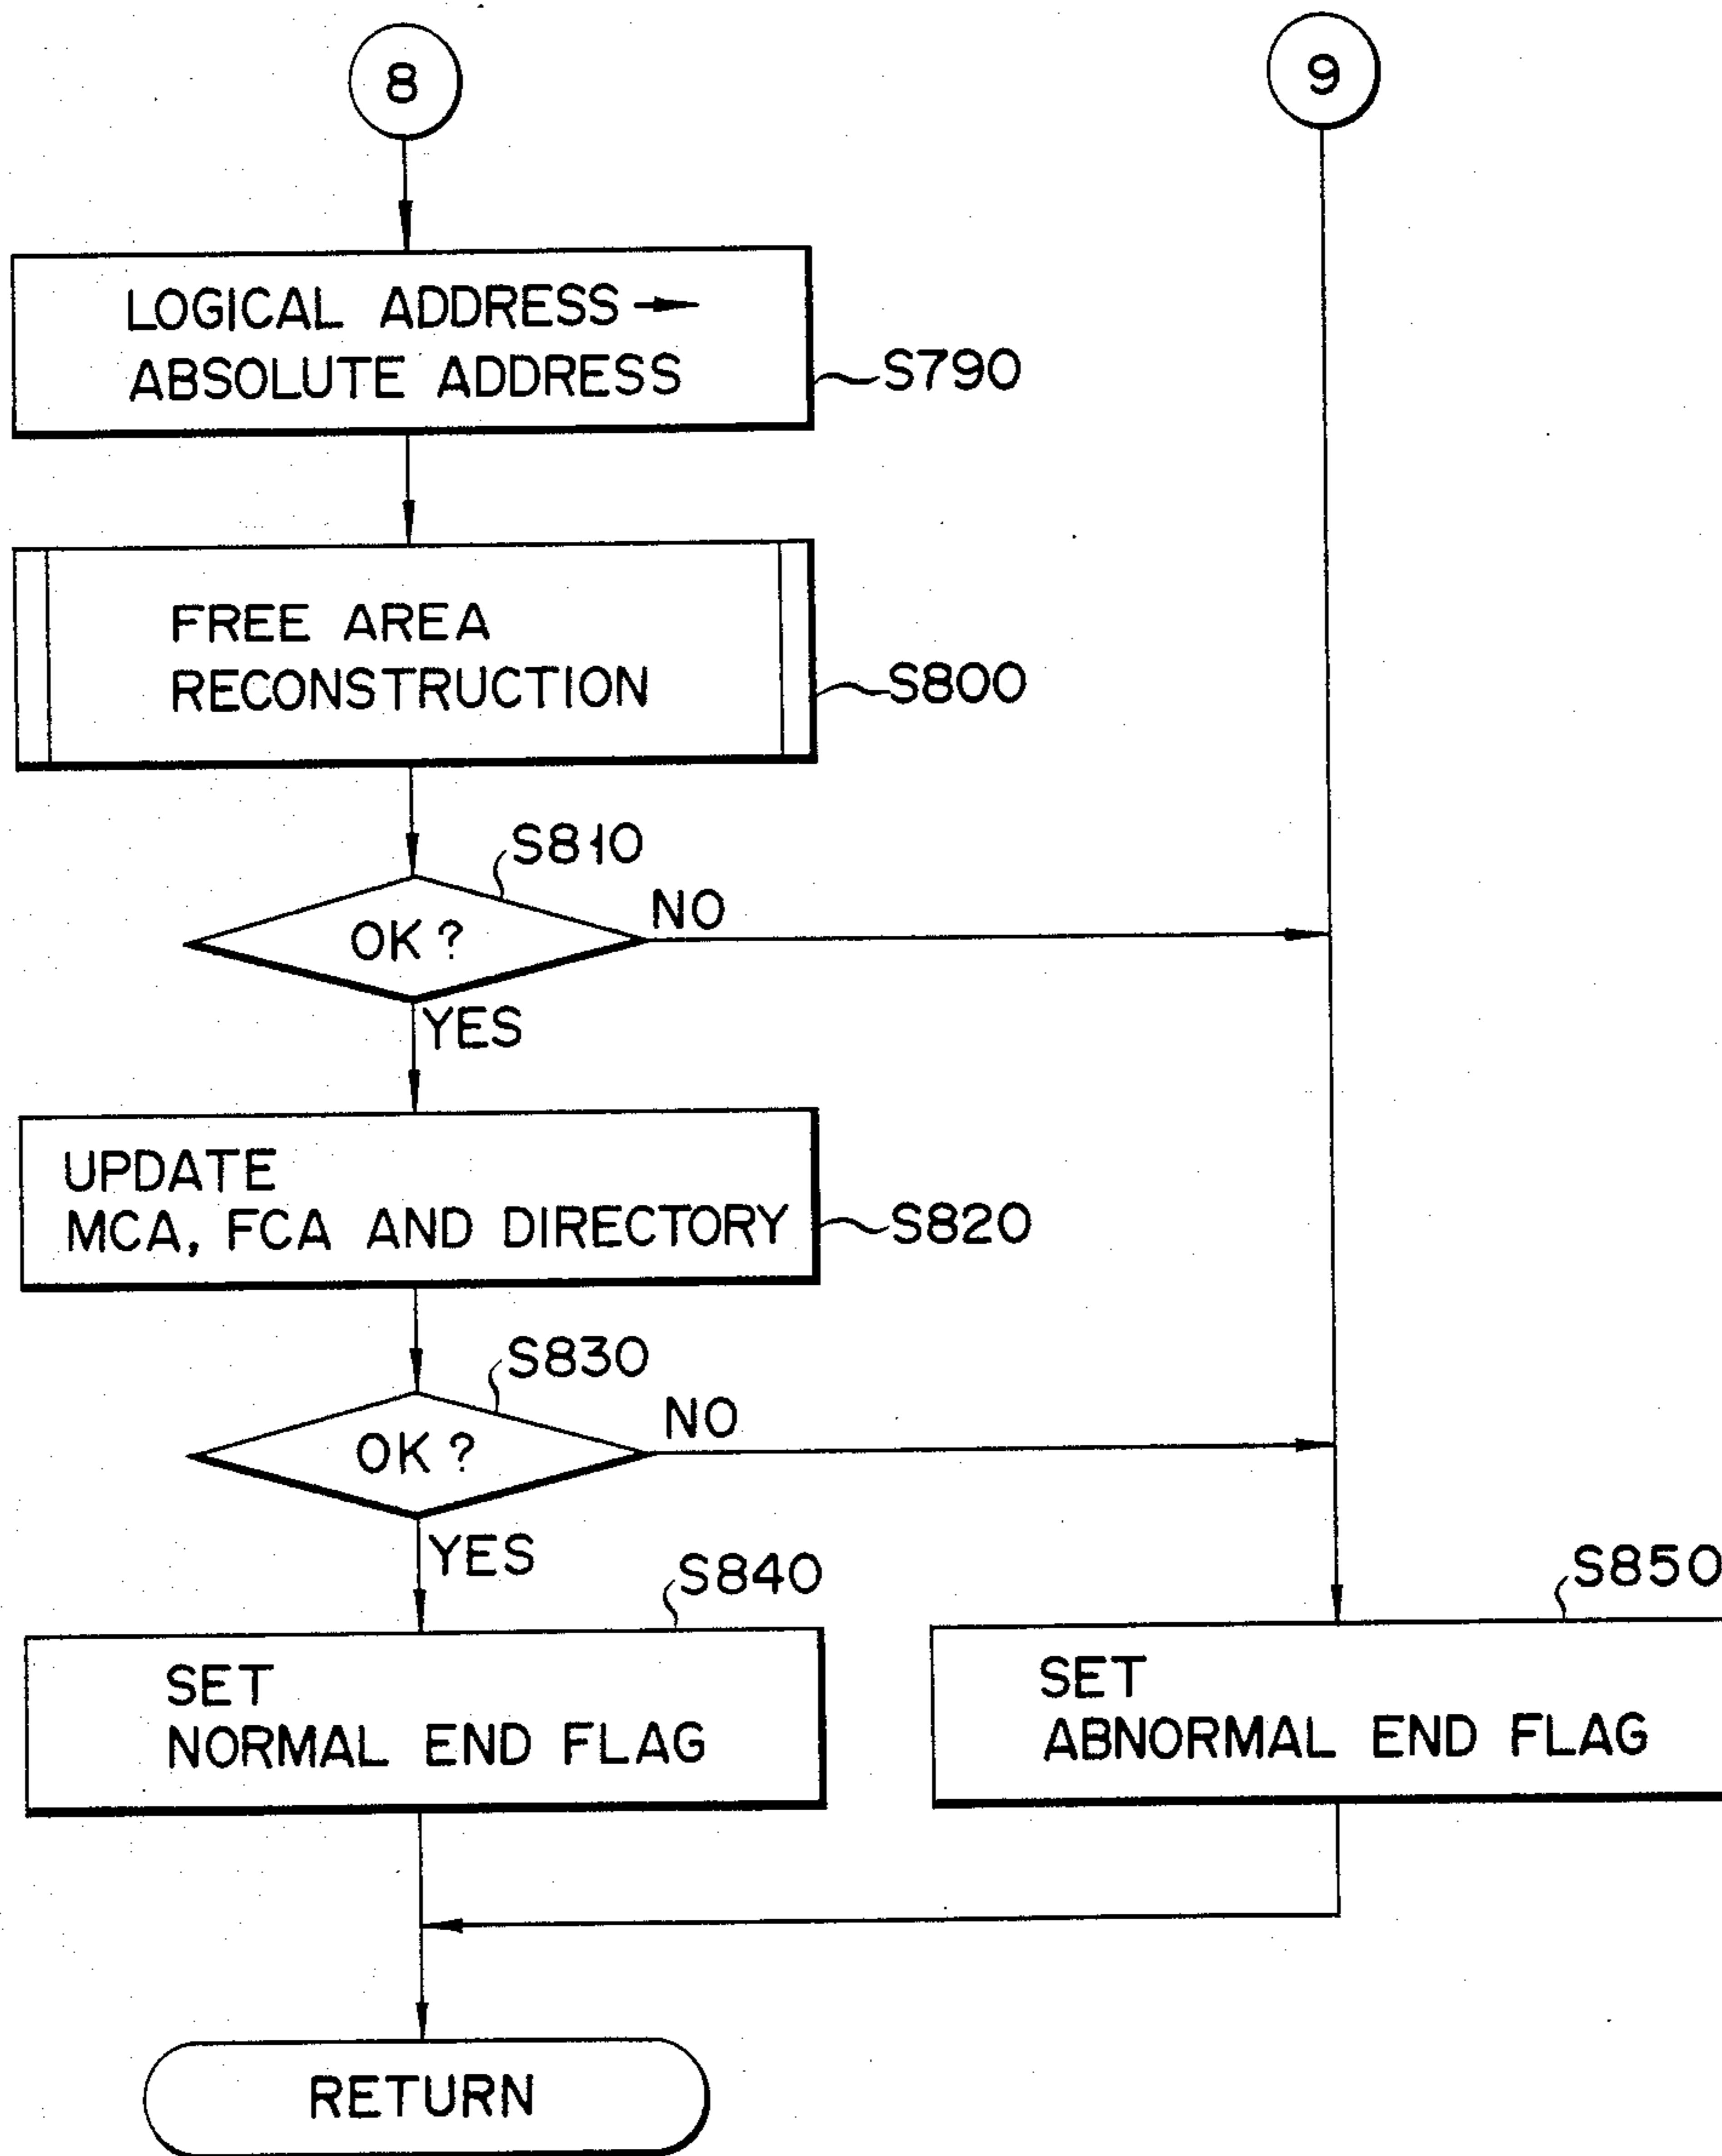 8
9
LOGICAL ADDRESS →
ABSOLUTE ADDRESS
S790
FREE AREA
RECONSTRUCTION
S800
S810
OK?
NO
YES
UPDATE
MCA, FCA AND DIRECTORY
S820
S830
OK?
NO
YES
S840
S850
SET
NORMAL END FLAG
SET
ABNORMAL END FLAG
RETURN